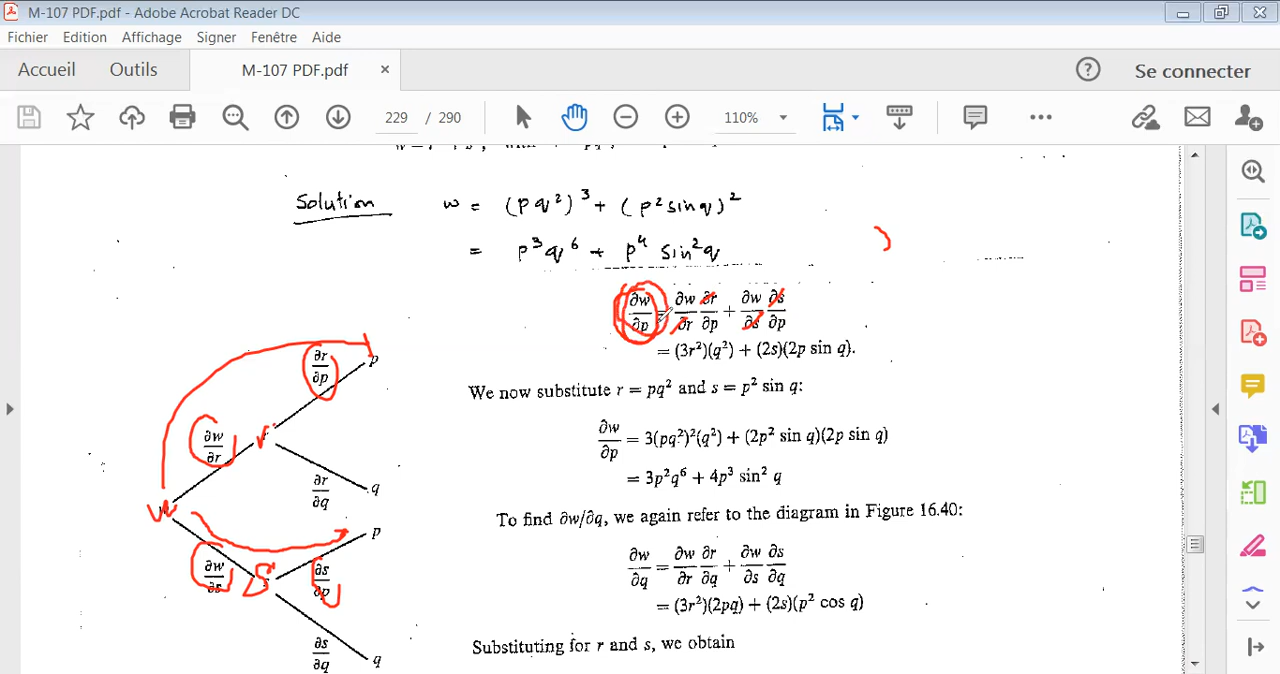 M-107 PDF.pdf - Adobe Acrobat Reader DC
Fichier Edition Affichage Signer Fenêtre Aide
Accueil Outils M-107 PDF.pdf × ? Se connecter
229 / 290 110%
Solution w = (pq²)³ + (p² sin q)²
= p³q⁶ + p⁴ sin² q
∂w/∂p = ∂w/∂r ∂r/∂p + ∂w/∂s ∂s/∂p
= (3r²)(q²) + (2s)(2p sin q).
We now substitute r = pq² and s = p² sin q:
∂w/∂p = 3(pq²)²(q²) + (2p² sin q)(2p sin q)
= 3p²q⁶ + 4p³ sin² q
To find ∂w/∂q, we again refer to the diagram in Figure 16.40:
∂w/∂q = ∂w/∂r ∂r/∂q + ∂w/∂s ∂s/∂q
= (3r²)(2pq) + (2s)(p² cos q)
Substituting for r and s, we obtain
∂r/∂p p
∂w/∂r r
∂r/∂q q
w
p
∂w/∂s s ∂s/∂p
∂s/∂q q